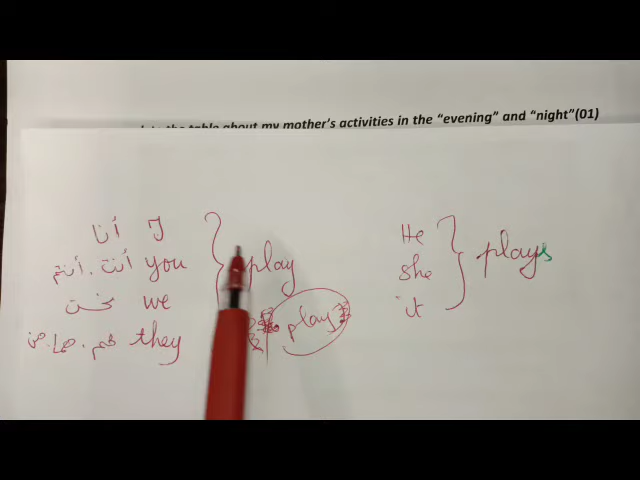 the table about my mother's activities in the "evening" and "night"(01)
أنا I
أنت . أنتم you
نحن we
هم . هما . هن they
play
play
He
she
it
plays